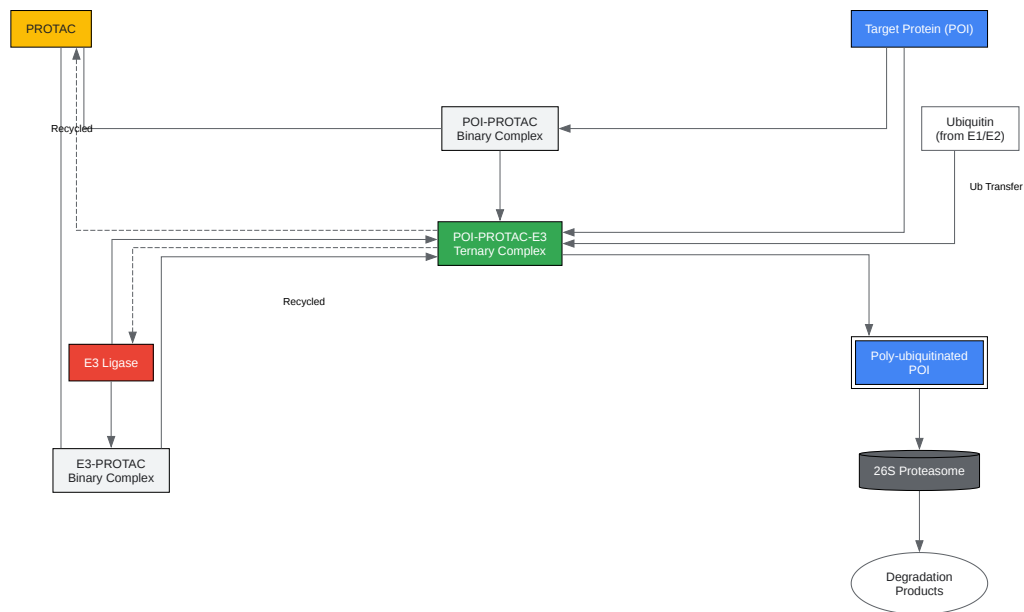 PROTAC
Target Protein (POI)
POI-PROTAC
Binary Complex
Ubiquitin
(from E1/E2)
Recycled
Ub Transfer
POI-PROTAC-E3
Ternary Complex
Recycled
E3 Ligase
Poly-ubiquitinated
POI
E3-PROTAC
Binary Complex
26S Proteasome
Degradation
Products